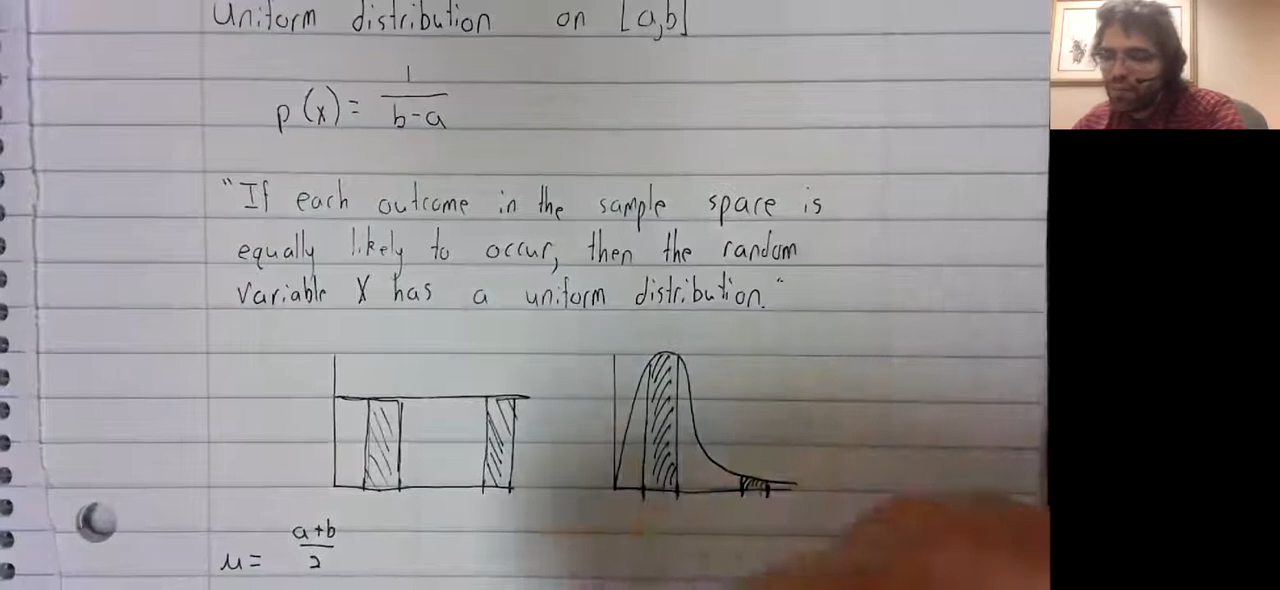 Uniform distribution on [a,b]
p(x) = 1/(b-a)
"If each outcome in the sample space is
equally likely to occur, then the random
variable X has a uniform distribution."
μ = (a+b)/2